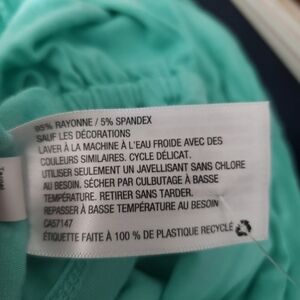 95% RAYONNE / 5% SPANDEX
SAUF LES DÉCORATIONS
LAVER À LA MACHINE À L'EAU FROIDE AVEC DES
COULEURS SIMILAIRES. CYCLE DÉLICAT.
UTILISER SEULEMENT UN JAVELLISANT SANS CHLORE
AU BESOIN. SÉCHER PAR CULBUTAGE À BASSE
TEMPÉRATURE. RETIRER SANS TARDER.
REPASSER À BASSE TEMPÉRATURE AU BESOIN
CA57147
ÉTIQUETTE FAITE À 100 % DE PLASTIQUE RECYCLÉ